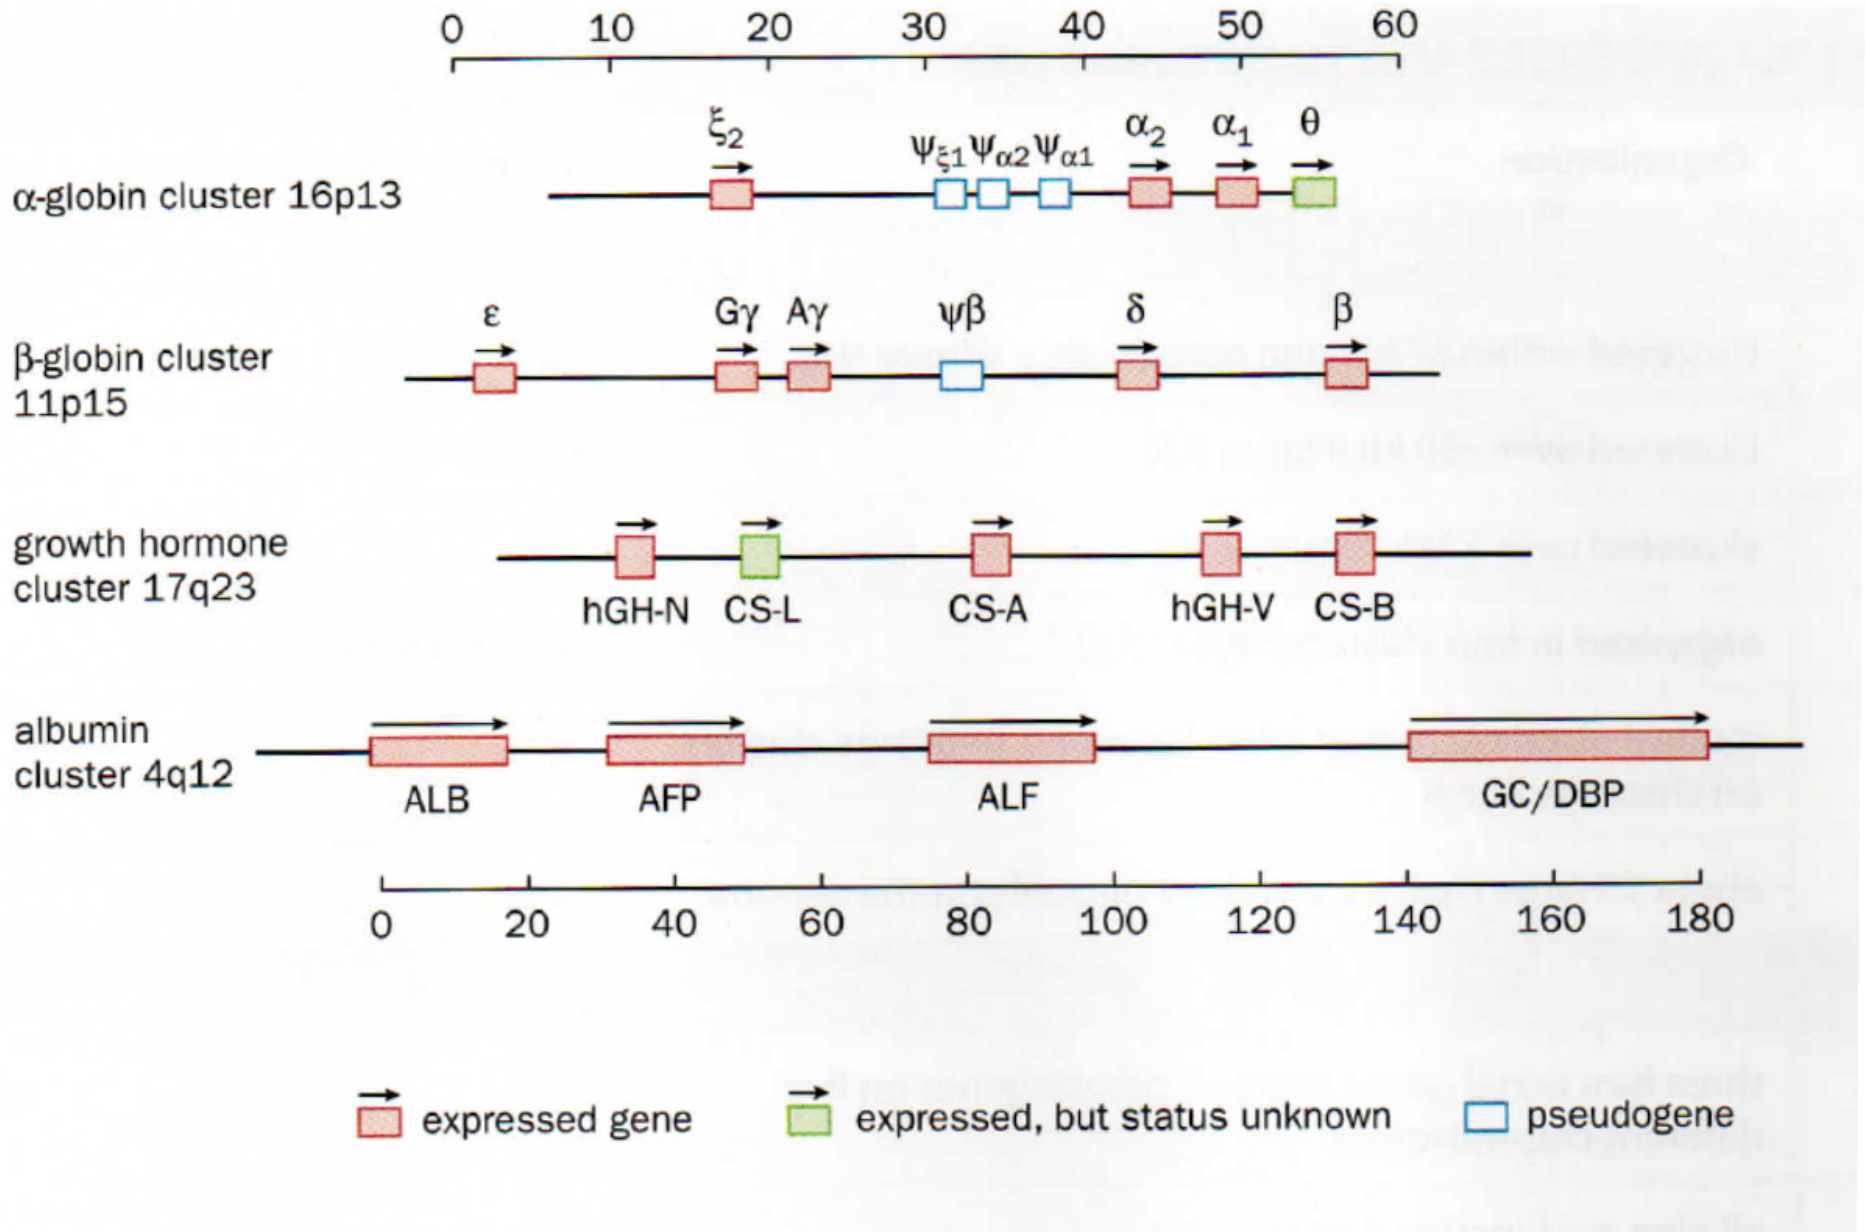 0 10 20 30 40 50 60
ξ2 ψξ1 ψα2 ψα1 α2 α1 θ
α-globin cluster 16p13
ε Gγ Aγ ψβ δ β
β-globin cluster
11p15
growth hormone
cluster 17q23
hGH-N CS-L CS-A hGH-V CS-B
albumin
cluster 4q12
ALB AFP ALF GC/DBP
0 20 40 60 80 100 120 140 160 180
expressed gene expressed, but status unknown pseudogene